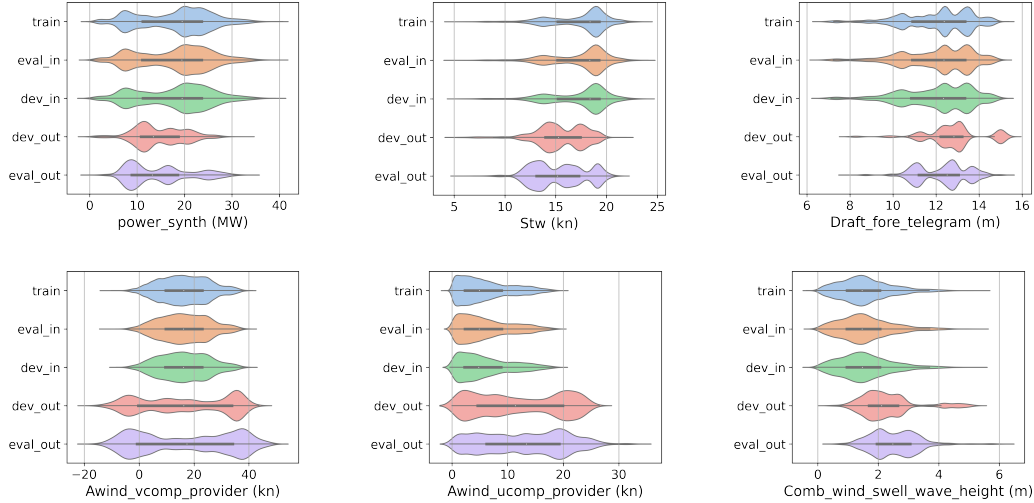 train
eval_in
dev_in
dev_out
eval_out
0 10 20 30 40
power_synth (MW)
train
eval_in
dev_in
dev_out
eval_out
5 10 15 20 25
Stw (kn)
train
eval_in
dev_in
dev_out
eval_out
6 8 10 12 14 16
Draft_fore_telegram (m)
train
eval_in
dev_in
dev_out
eval_out
−20 0 20 40
Awind_vcomp_provider (kn)
train
eval_in
dev_in
dev_out
eval_out
0 10 20 30
Awind_ucomp_provider (kn)
train
eval_in
dev_in
dev_out
eval_out
0 2 4 6
Comb_wind_swell_wave_height (m)